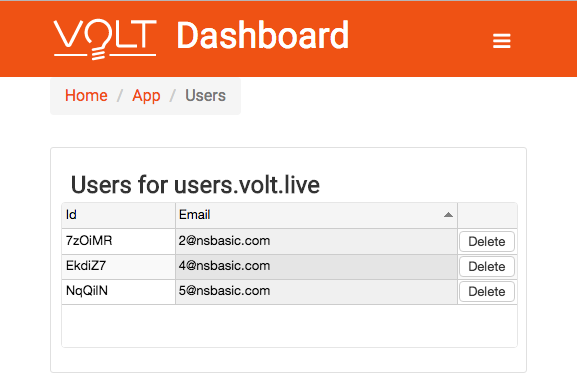 VOLT Dashboard
Home / App / Users
Users for users.volt.live
Id Email
7zOiMR 2@nsbasic.com Delete
EkdiZ7 4@nsbasic.com Delete
NqQilN 5@nsbasic.com Delete